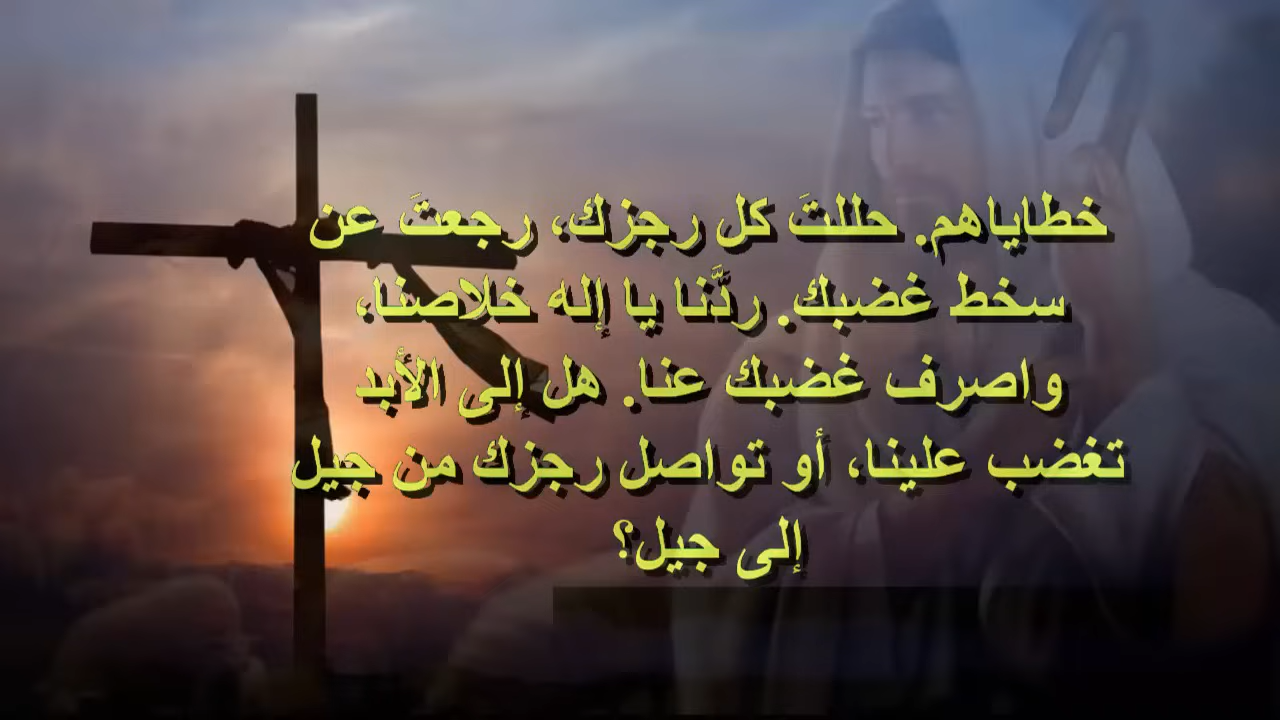 خطاياهم. حللتَ كل رجزك، رجعتَ عن
سخط غضبك. ردَّنا يا إله خلاصنا،
واصرف غضبك عنا. هل إلى الأبد
تغضب علينا، أو تواصل رجزك من جيل
إلى جيل؟